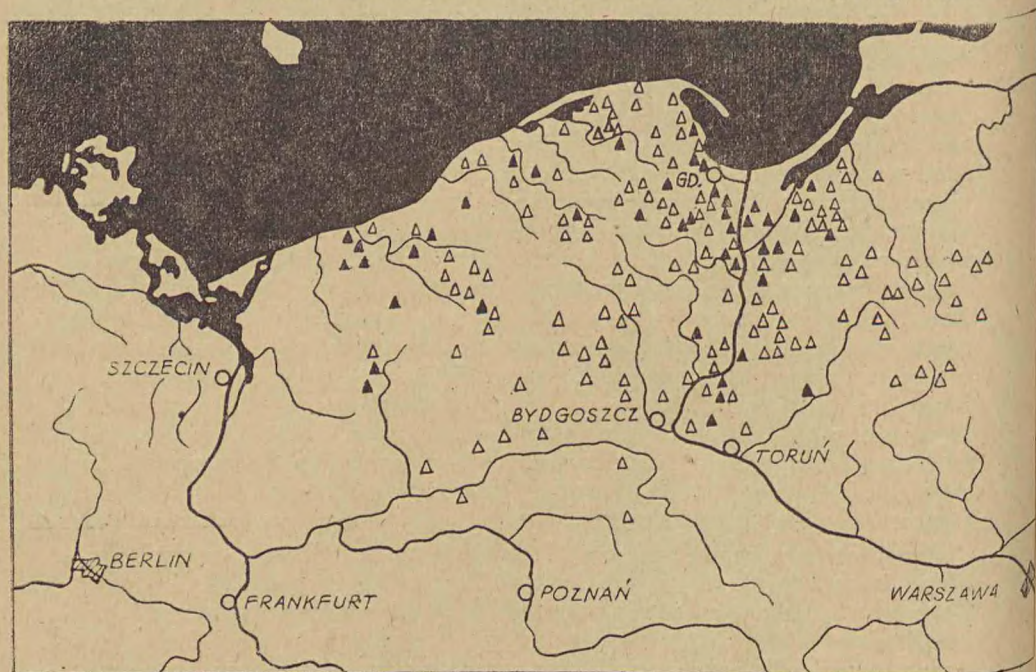 GD.
SZCZECIN
BYDGOSZCZ
TORUŃ
BERLIN
FRANKFURT
POZNAŃ
WARSZAWA